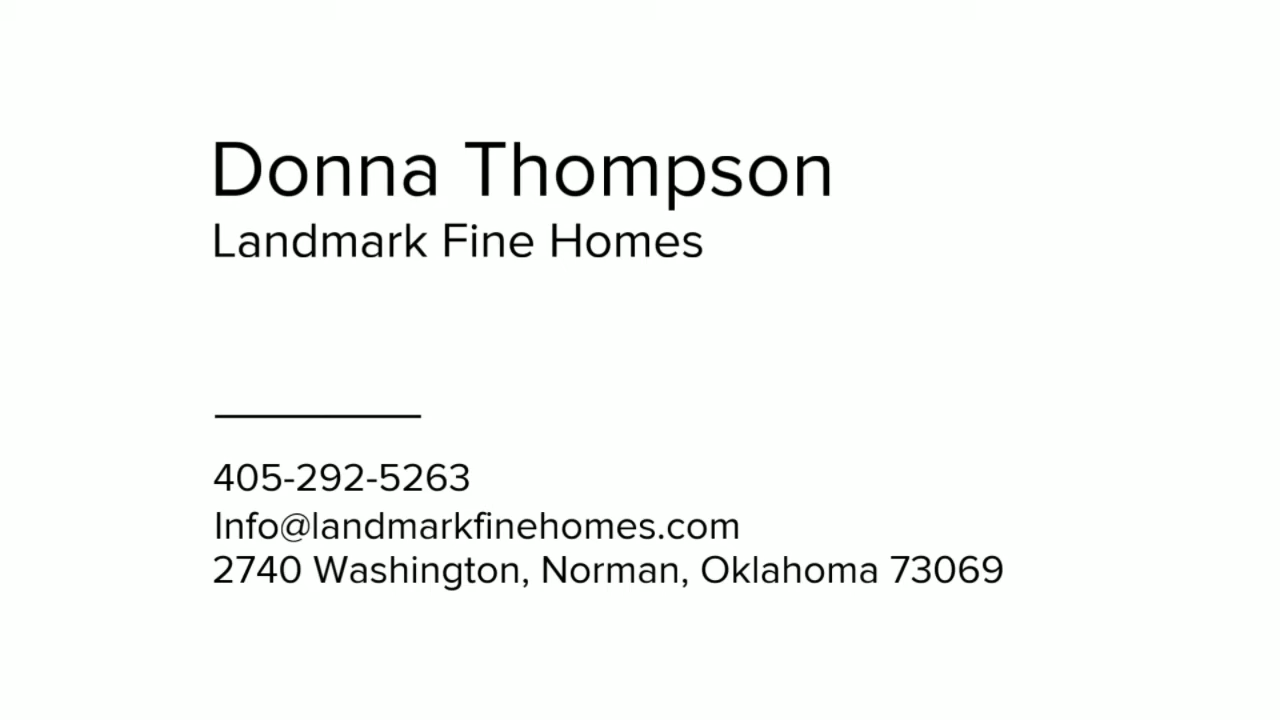 Donna Thompson
Landmark Fine Homes
405-292-5263
Info@landmarkfinehomes.com
2740 Washington, Norman, Oklahoma 73069